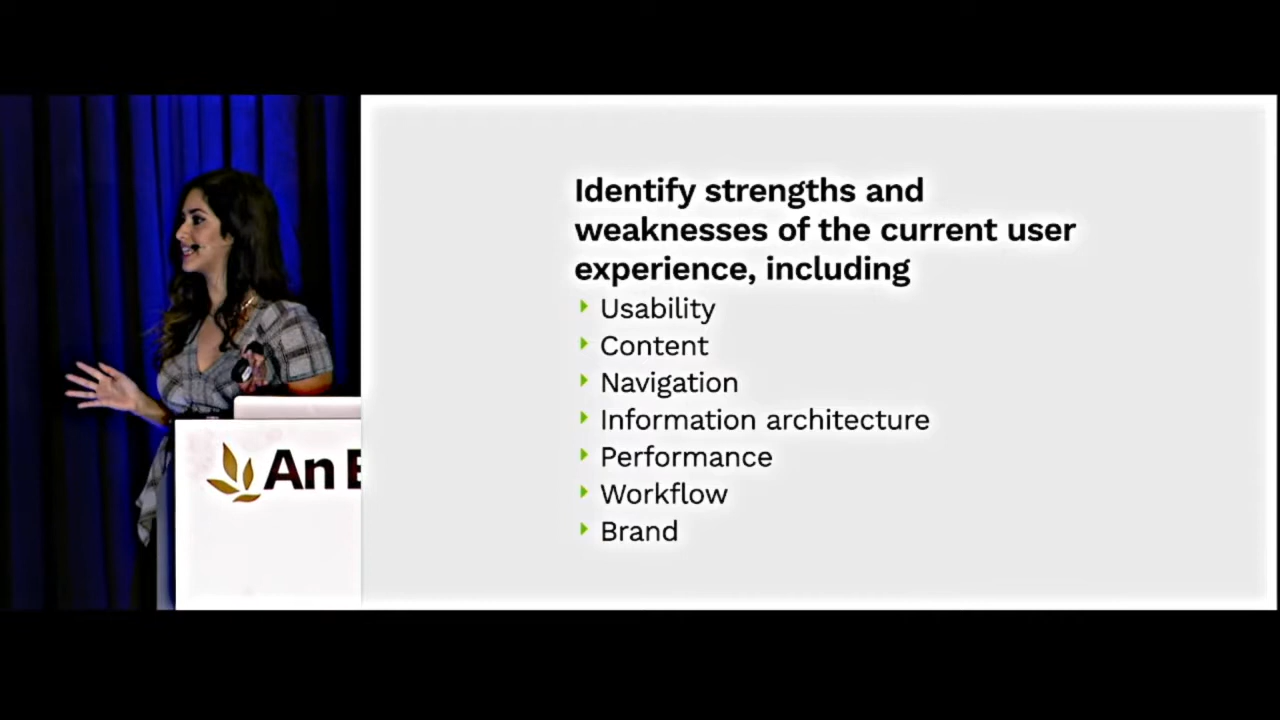 Identify strengths and
weaknesses of the current user
experience, including
Usability
Content
Navigation
Information architecture
Performance
Workflow
Brand
An E